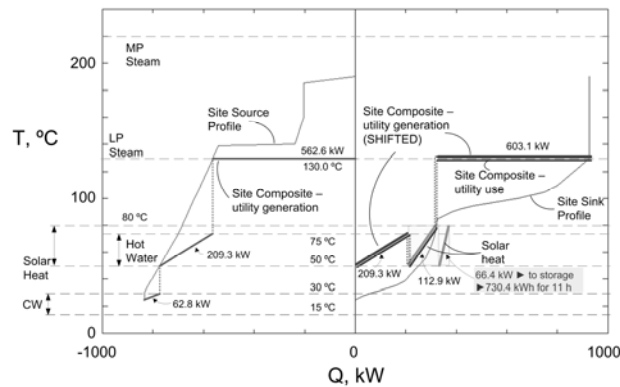 MP
Steam
200
Site Source
Profile
Site Composite –
utility generation
(SHIFTED)
603.1 kW
T, ºC
LP
Steam
562.6 kW
130.0 ºC
Site Composite –
utility use
Site Composite –
utility generation
100
Site Sink
Profile
80 ºC
Solar
Heat
Hot
Water
75 ºC
50 ºC
209.3 kW
Solar
heat
209.3 kW
112.9 kW
66.4 kW ► to storage
►730.4 kWh for 11 h
CW
30 ºC
15 ºC
62.8 kW
0
-1000
0
1000
Q, kW